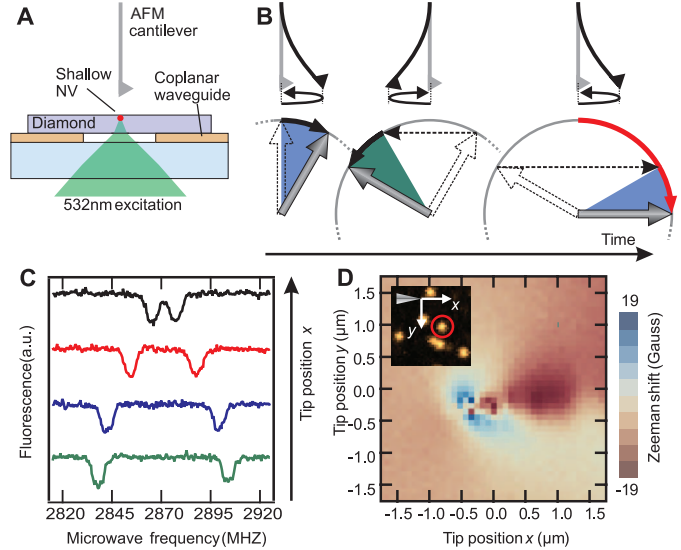 A
AFM
cantilever
Shallow
NV
Coplanar
waveguide
Diamond
532nm excitation
B
Time
C
Fluorescence(a.u.)
2820
2845
2870
2895
2920
Microwave frequency(MHZ)
Tip position x
D
Tip position y (µm)
1.5
1.0
0.5
0.0
-0.5
-1.0
-1.5
x
y
-1.5
-1.0
-0.5
0.0
0.5
1.0
1.5
Tip position x (µm)
19
-19
Zeeman shift (Gauss)